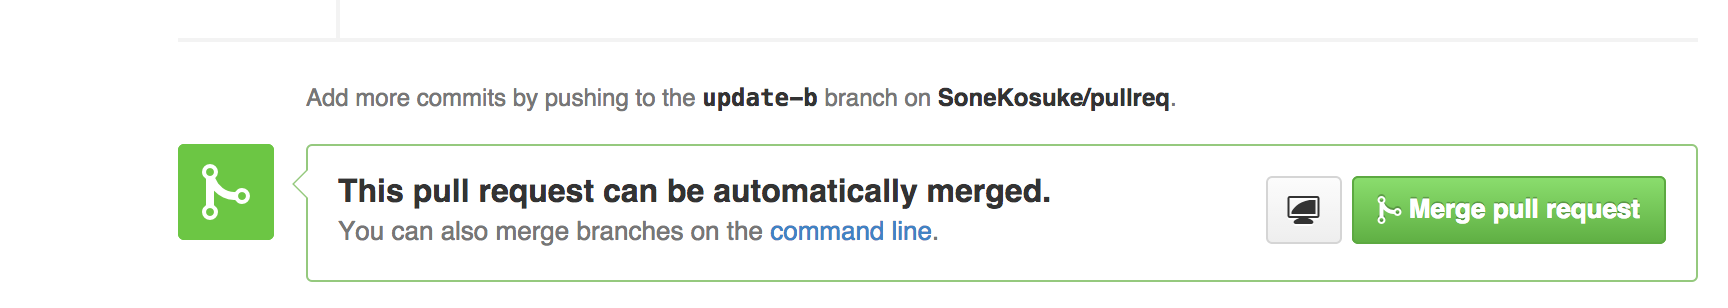 Add more commits by pushing to the update-b branch on SoneKosuke/pullreq.
This pull request can be automatically merged.
You can also merge branches on the command line.
Merge pull request